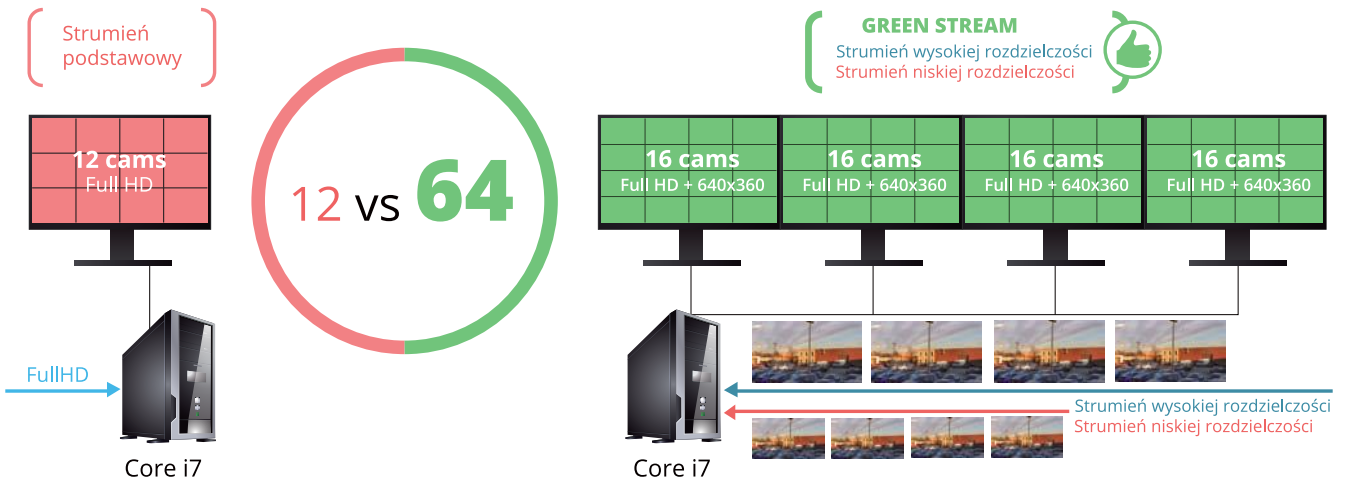 Strumień
podstawowy
GREEN STREAM
Strumień wysokiej rozdzielczości
Strumień niskiej rozdzielczości
12 cams
Full HD
12 vs 64
16 cams
Full HD + 640x360
16 cams
Full HD + 640x360
16 cams
Full HD + 640x360
16 cams
Full HD + 640x360
FullHD
Strumień wysokiej rozdzielczości
Strumień niskiej rozdzielczości
Core i7
Core i7